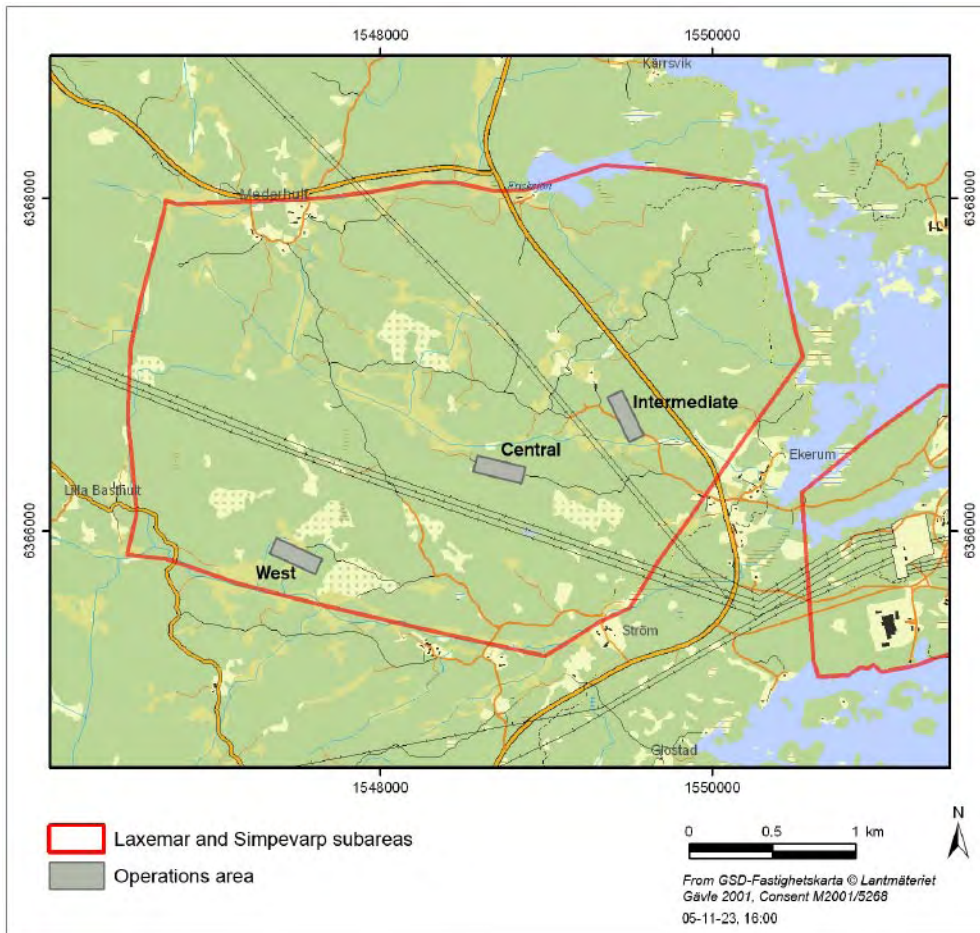 1548000 1550000
Kärrsvik
6368000 Mederhult 6368000
Intermediate
Central
Ekerum
Lilla Basthult
6366000 6366000
West
Ström
Glostad
1548000 1550000
Laxemar and Simpevarp subareas
Operations area
0 0,5 1 km
N
From GSD-Fastighetskarta © Lantmäteriet
Gävle 2001, Consent M2001/5268
05-11-23, 16:00